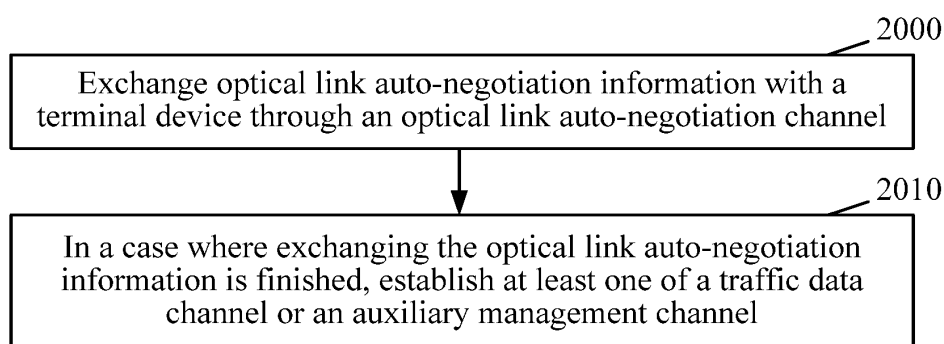 2000
Exchange optical link auto-negotiation information with a
terminal device through an optical link auto-negotiation channel
2010
In a case where exchanging the optical link auto-negotiation
information is finished, establish at least one of a traffic data
channel or an auxiliary management channel